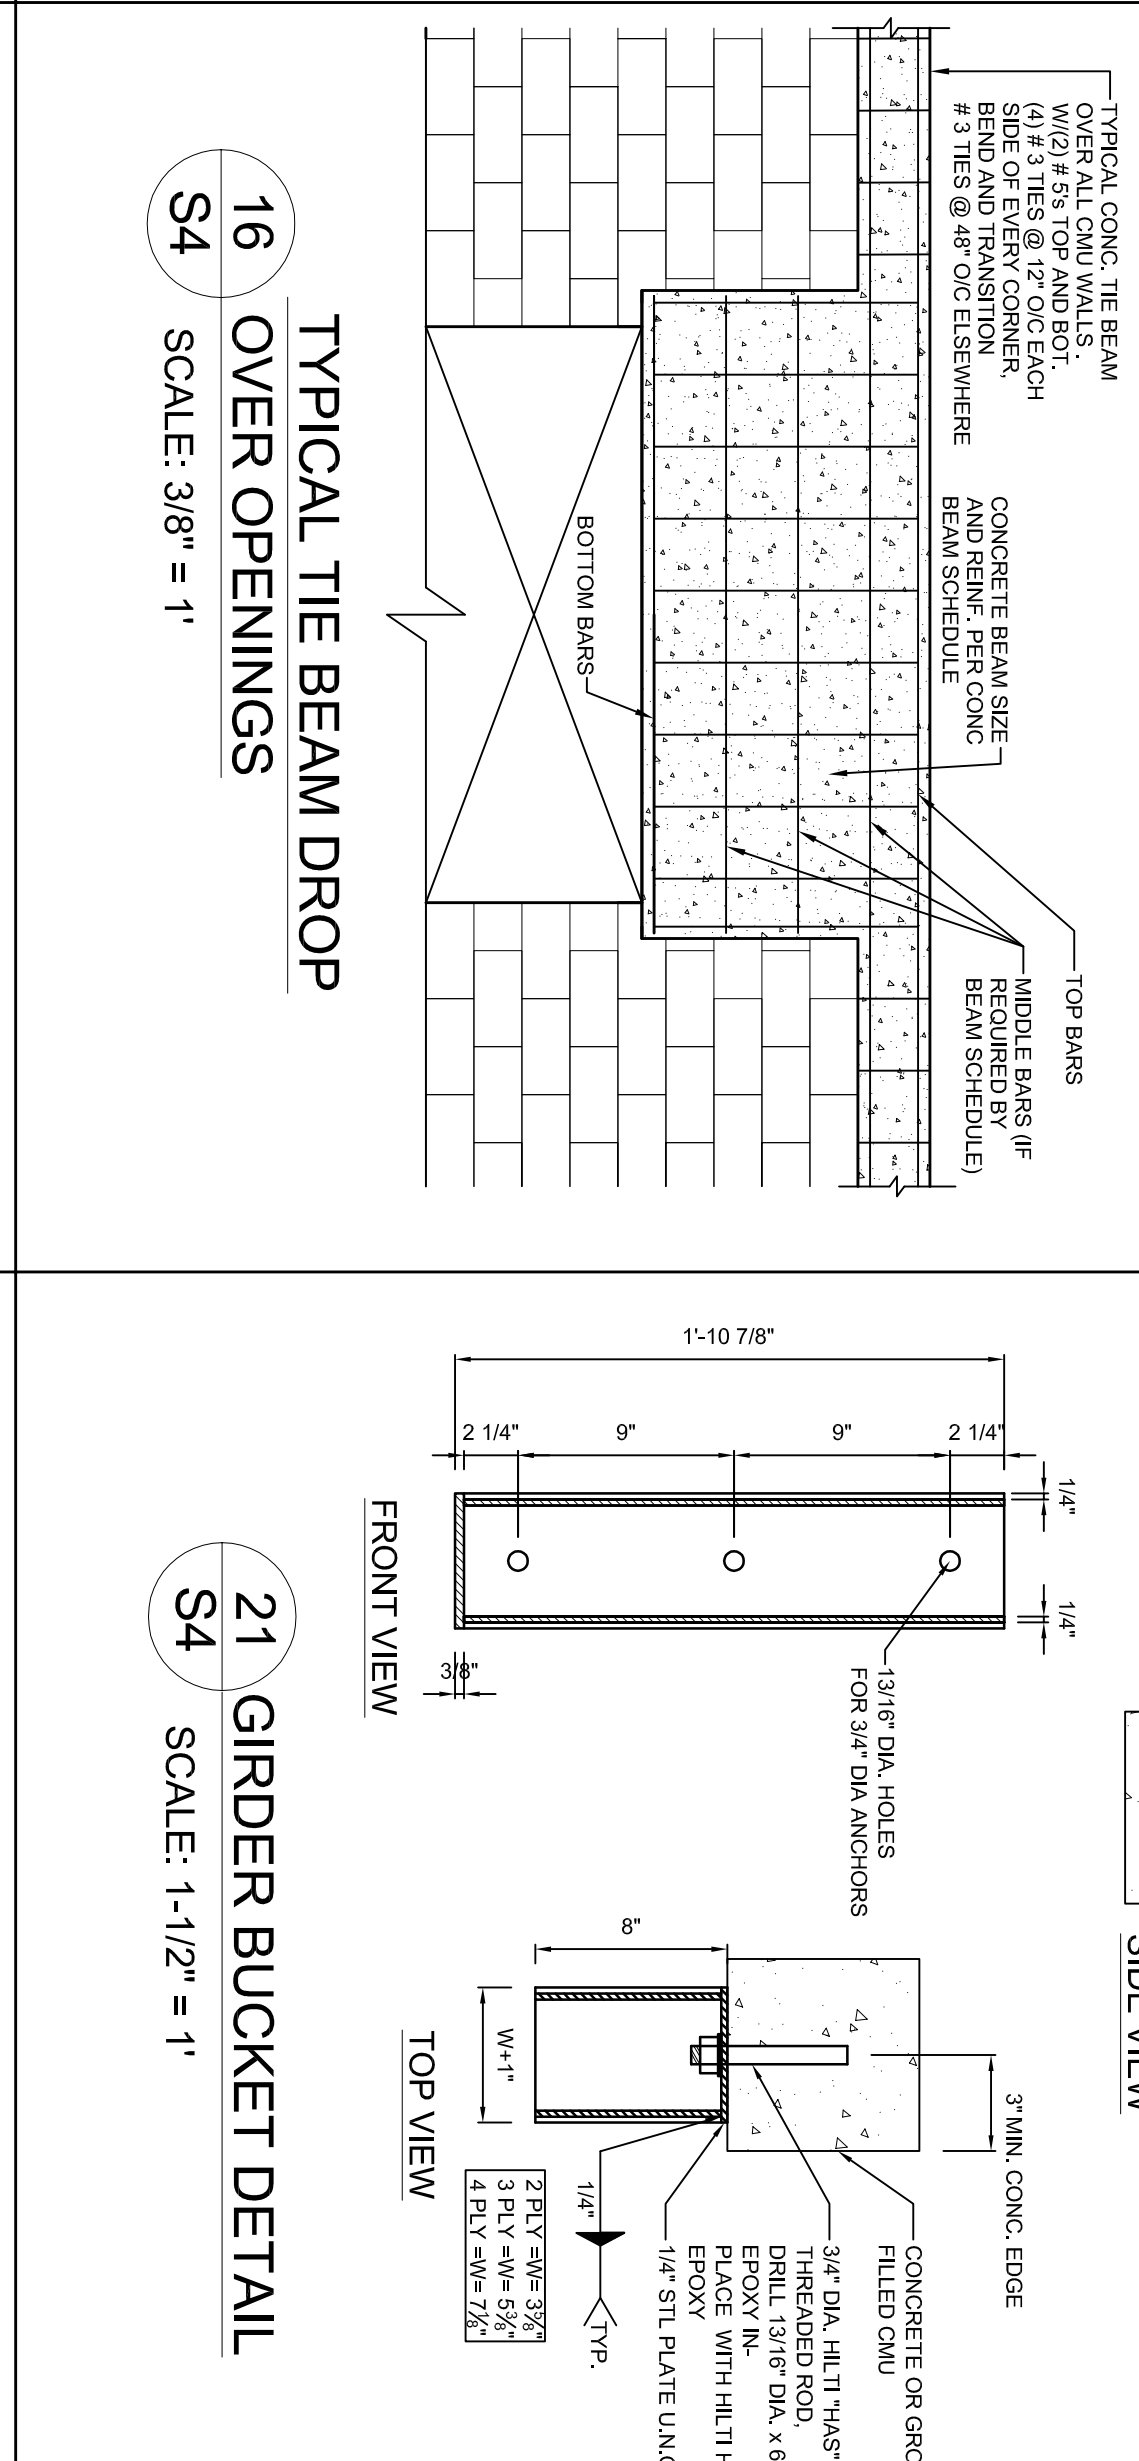 TYPICAL CONC. TIE BEAM
OVER ALL CMU WALLS .
W/(2) # 5's TOP AND BOT.
(4) # 3 TIES @ 12" O/C EACH
SIDE OF EVERY CORNER,
BEND AND TRANSITION
# 3 TIES @ 48" O/C ELSEWHERE
CONCRETE BEAM SIZE
AND REINF. PER CONC
BEAM SCHEDULE
TOP BARS
MIDDLE BARS (IF
REQUIRED BY
BEAM SCHEDULE)
BOTTOM BARS
16
S4
TYPICAL TIE BEAM DROP
OVER OPENINGS
SCALE: 3/8" = 1'
1'-10 7/8"
2 1/4"
9"
9"
2 1/4"
1/4"
1/4"
3/8"
13/16" DIA. HOLES
FOR 3/4" DIA ANCHORS
FRONT VIEW
SIDE VIEW
8"
W+1"
3" MIN. CONC. EDGE
CONCRETE OR GRO
FILLED CMU
3/4" DIA. HILTI "HAS"
THREADED ROD,
DRILL 13/16" DIA. x 6
EPOXY IN-
PLACE WITH HILTI H
EPOXY
1/4" STL PLATE U.N.O
1/4"
TYP.
2 PLY =W= 3⅝"
3 PLY =W= 5⅜"
4 PLY =W= 7⅛"
TOP VIEW
21
S4
GIRDER BUCKET DETAIL
SCALE: 1-1/2" = 1'